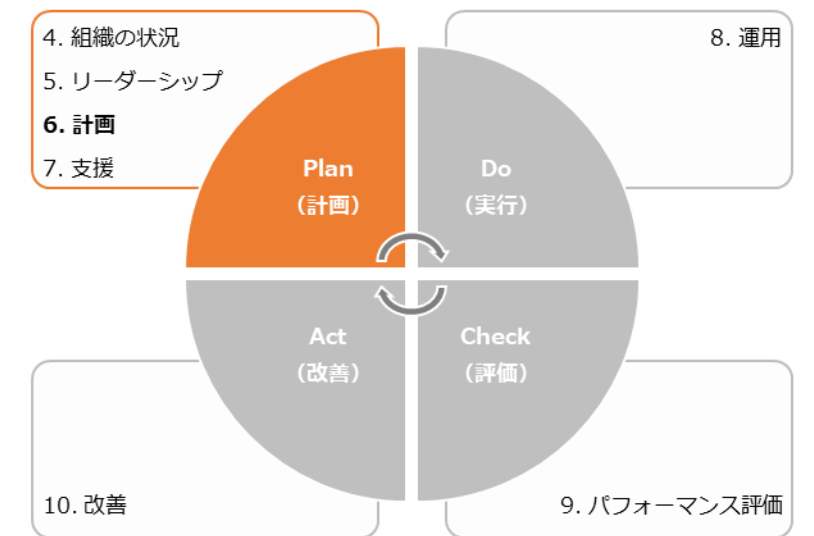 4. 組織の状況
5. リーダーシップ
6. 計画
7. 支援
8. 運用
Plan
（計画）
Do
（実行）
Act
（改善）
Check
（評価）
10. 改善
9. パフォーマンス評価